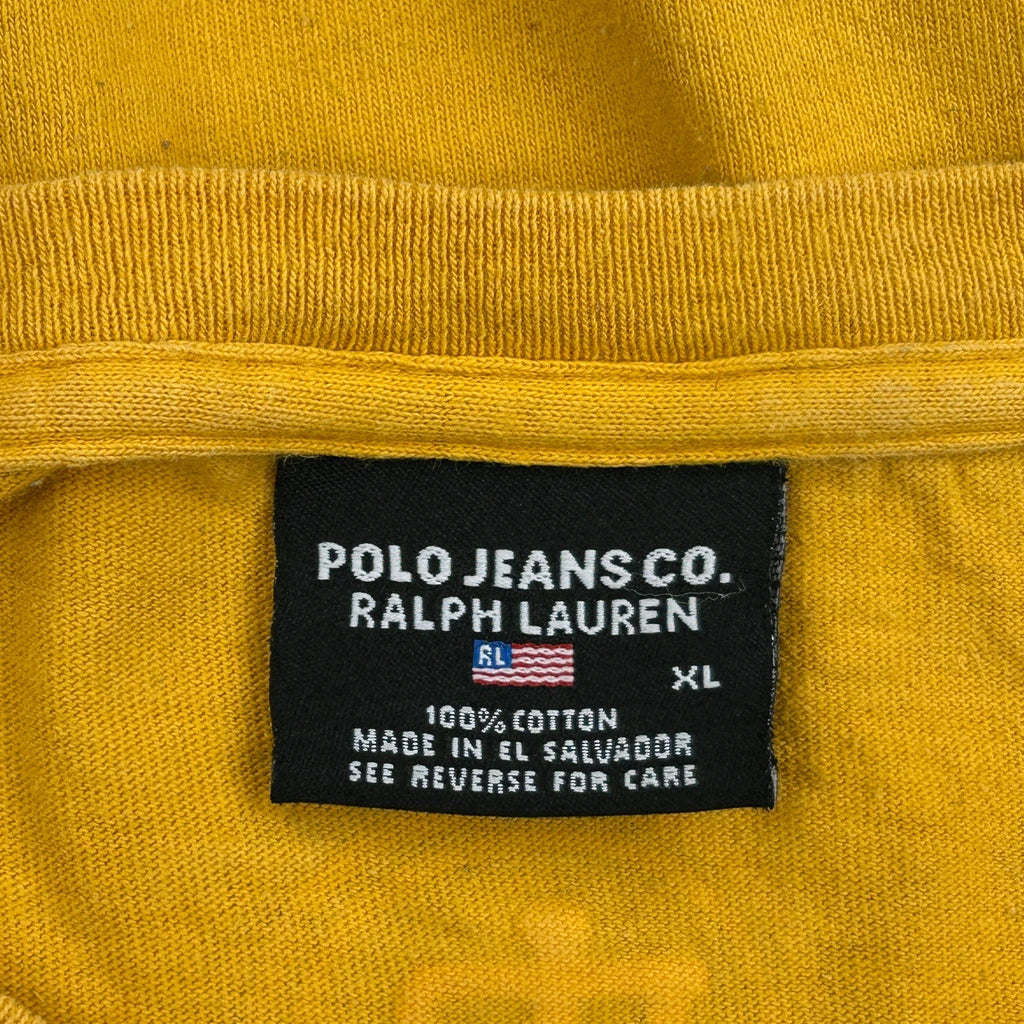 POLO JEANS CO.
RALPH LAUREN
RL
XL
100% COTTON
MADE IN EL SALVADOR
SEE REVERSE FOR CARE